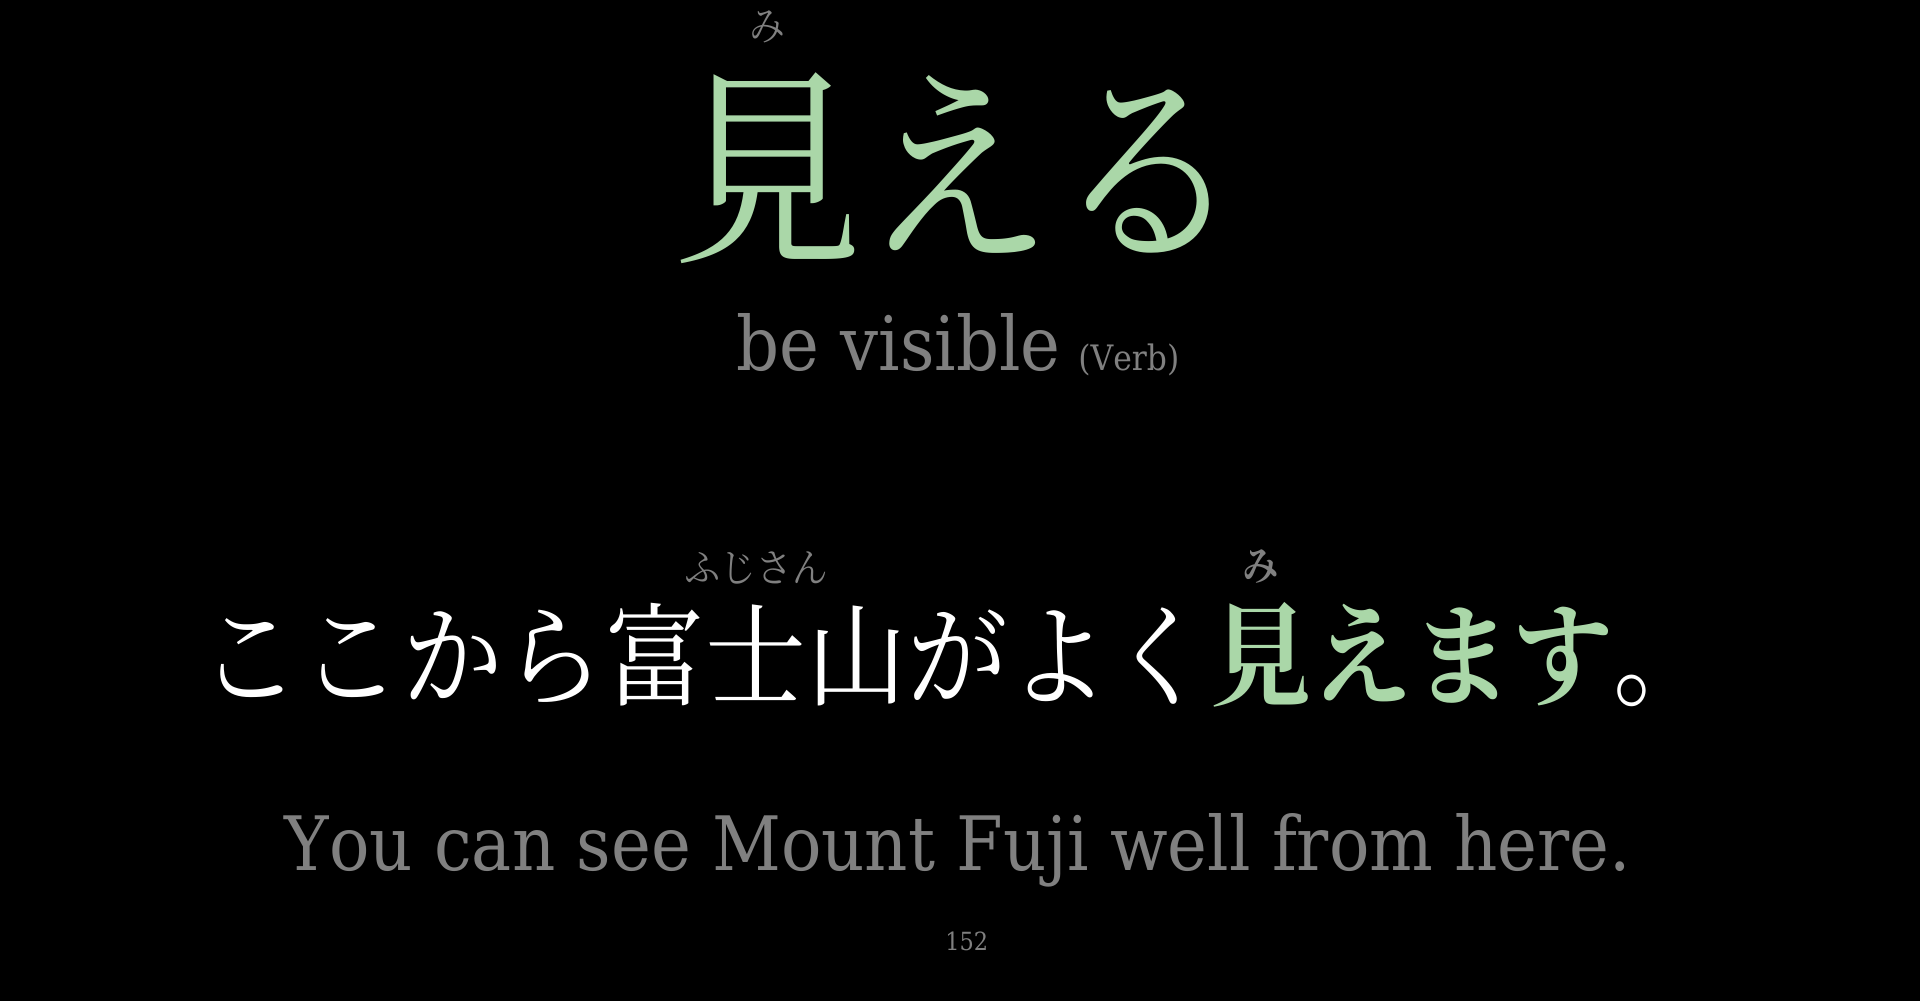 み
見える
be visible (Verb)
ふじさん み
ここから富士山がよく見えます。
You can see Mount Fuji well from here.
152